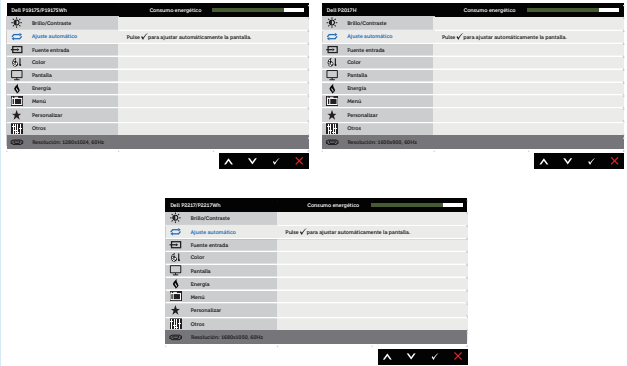 Dell P1917S/P1917SWh Consumo energético
Brillo/Contraste
Ajuste automático Pulse ✓ para ajustar automáticamente la pantalla.
Fuente entrada
Color
Pantalla
Energía
Menú
Personalizar
Otros
Resolución: 1280x1024, 60Hz
Dell P2017H Consumo energético
Brillo/Contraste
Ajuste automático Pulse ✓ para ajustar automáticamente la pantalla.
Fuente entrada
Color
Pantalla
Energía
Menú
Personalizar
Otros
Resolución: 1600x900, 60Hz
Dell P2217/P2217Wh Consumo energético
Brillo/Contraste
Ajuste automático Pulse ✓ para ajustar automáticamente la pantalla.
Fuente entrada
Color
Pantalla
Energía
Menú
Personalizar
Otros
Resolución: 1680x1050, 60Hz